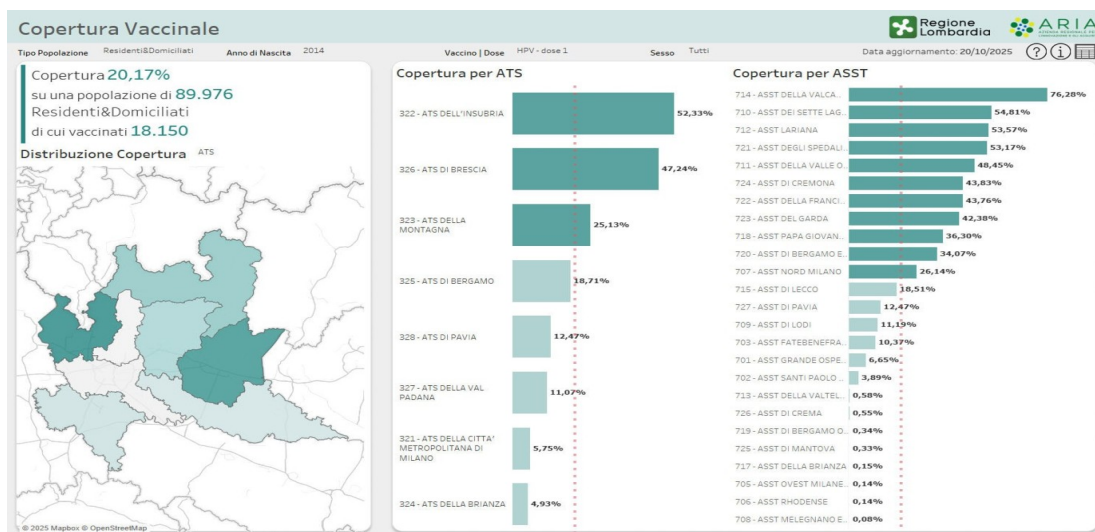 Copertura Vaccinale
Regione
Lombardia
ARIA
Tipo Popolazione Residenti&Domiciliati Anno di Nascita 2014 Vaccino | Dose HPV - dose 1 Sesso Tutti Data aggiornamento: 20/10/2025
Copertura 20,17%
su una popolazione di 89.976
Residenti&Domiciliati
di cui vaccinati 18.150
Distribuzione Copertura ATS
© 2025 Mapbox © OpenStreetMap
Copertura per ATS
322 - ATS DELL'INSUBRIA 52,33%
326 - ATS DI BRESCIA 47,24%
323 - ATS DELLA
MONTAGNA 25,13%
325 - ATS DI BERGAMO 18,71%
328 - ATS DI PAVIA 12,47%
327 - ATS DELLA VAL
PADANA 11,07%
321 - ATS DELLA CITTA'
METROPOLITANA DI
MILANO 5,75%
324 - ATS DELLA BRIANZA 4,93%
Copertura per ASST
714 - ASST DELLA VALCA... 76,28%
710 - ASST DEI SETTE LAG... 54,81%
712 - ASST LARIANA 53,57%
721 - ASST DEGLI SPEDALI... 53,17%
711 - ASST DELLA VALLE O... 48,45%
724 - ASST DI CREMONA 43,83%
722 - ASST DELLA FRANCI... 43,76%
723 - ASST DEL GARDA 42,38%
718 - ASST PAPA GIOVAN... 36,30%
720 - ASST DI BERGAMO E... 34,07%
707 - ASST NORD MILANO 26,14%
715 - ASST DI LECCO 18,51%
727 - ASST DI PAVIA 12,47%
709 - ASST DI LODI 11,19%
703 - ASST FATEBENEFRA... 10,37%
701 - ASST GRANDE OSPE... 6,65%
702 - ASST SANTI PAOLO ... 3,89%
713 - ASST DELLA VALTEL... 0,58%
726 - ASST DI CREMA 0,55%
719 - ASST DI BERGAMO O... 0,34%
725 - ASST DI MANTOVA 0,33%
717 - ASST DELLA BRIANZA 0,15%
705 - ASST OVEST MILANE... 0,14%
706 - ASST RHODENSE 0,14%
708 - ASST MELEGNANO E... 0,08%